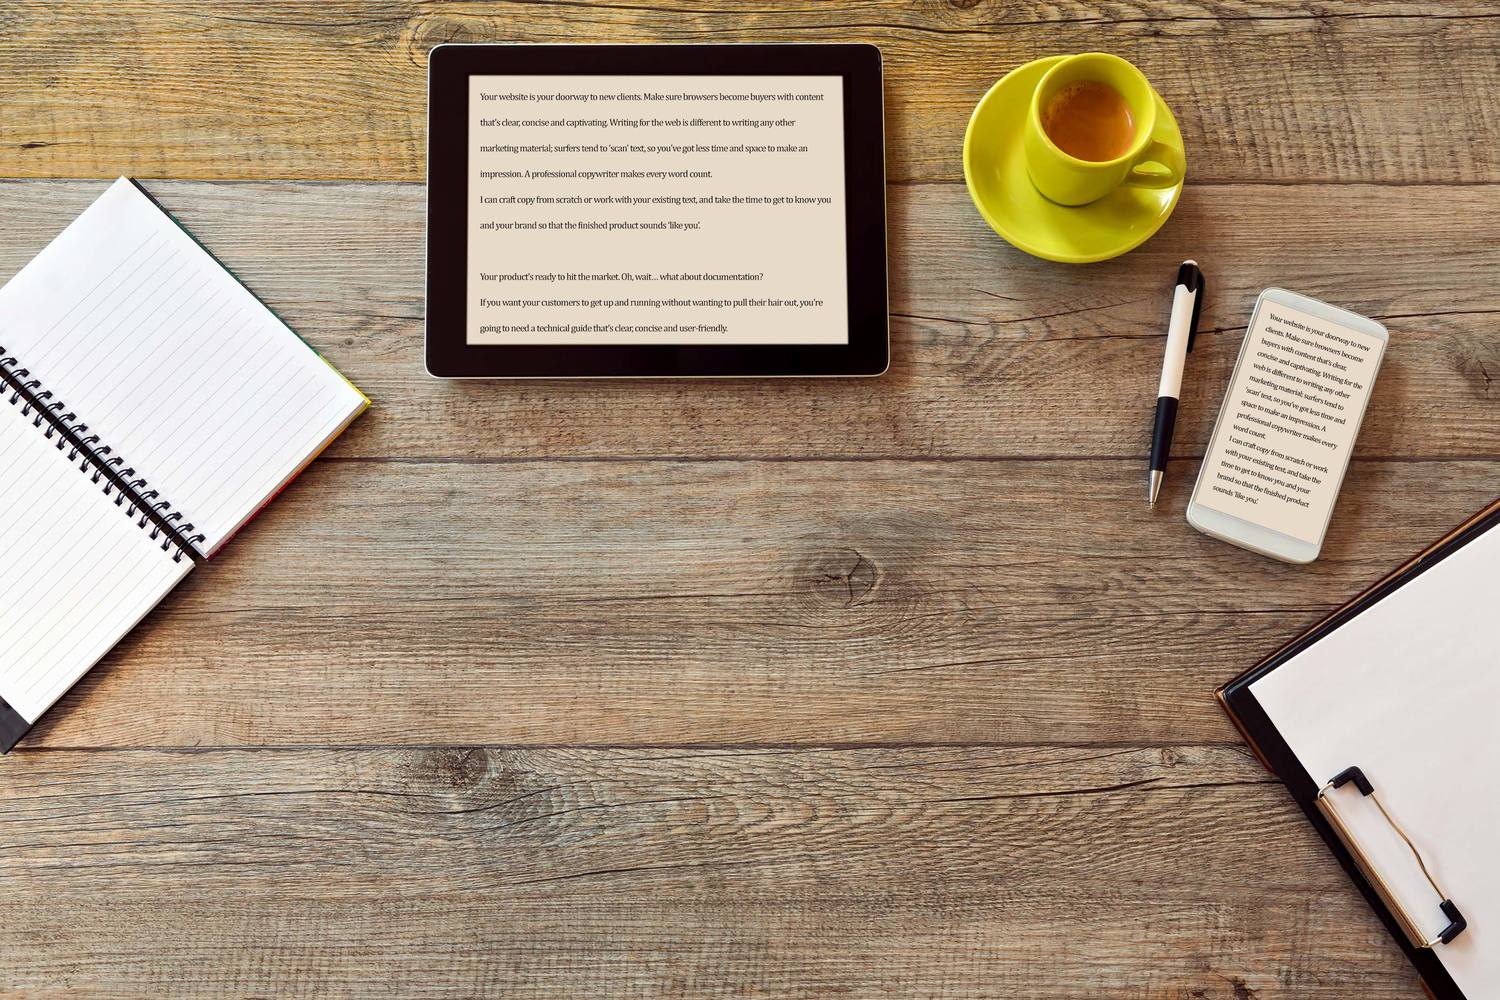 Your website is your doorway to new clients. Make sure browsers become buyers with content
that's clear, concise and captivating. Writing for the web is different to writing any other
marketing material; surfers tend to ‘scan’ text, so you've got less time and space to make an
impression. A professional copywriter makes every word count.
I can craft copy from scratch or work with your existing text, and take the time to get to know you
and your brand so that the finished product sounds ‘like you’.
Your product's ready to hit the market. Oh, wait… what about documentation?
If you want your customers to get up and running without wanting to pull their hair out, you're
going to need a technical guide that's clear, concise and user-friendly.
Your website is your doorway to new
clients. Make sure browsers become
buyers with content that's clear,
concise and captivating. Writing for the
web is different to writing any other
marketing material; surfers tend to
‘scan’ text, so you've got less time and
space to make an impression. A
professional copywriter makes every
word count.
I can craft copy from scratch or work
with your existing text, and take the
time to get to know you and your
brand so that the finished product
sounds ‘like you’.